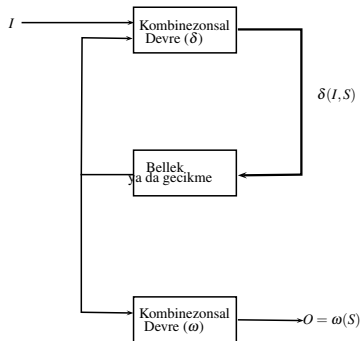 I
Kombinezonsal
Devre (δ)
δ(I, S)
Bellek
ya da gecikme
Kombinezonsal
Devre (ω)
O = ω(S)